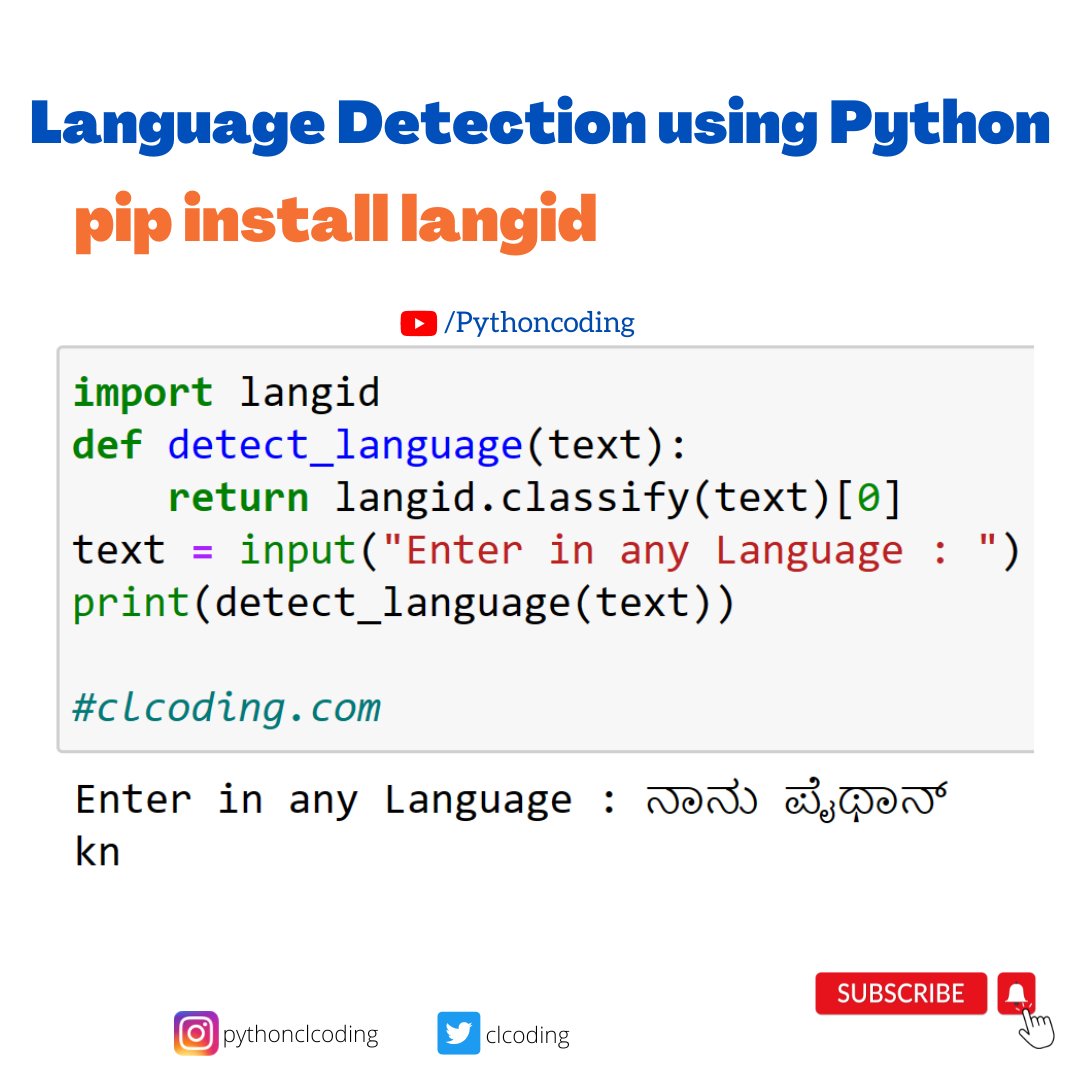 Language Detection using Python
pip install langid
/Pythoncoding
import langid
def detect_language(text):
    return langid.classify(text)[0]
text = input("Enter in any Language : ")
print(detect_language(text))
#clcoding.com
Enter in any Language : ನಾನು ಪೈಥಾನ್
kn
SUBSCRIBE
pythonclcoding
clcoding